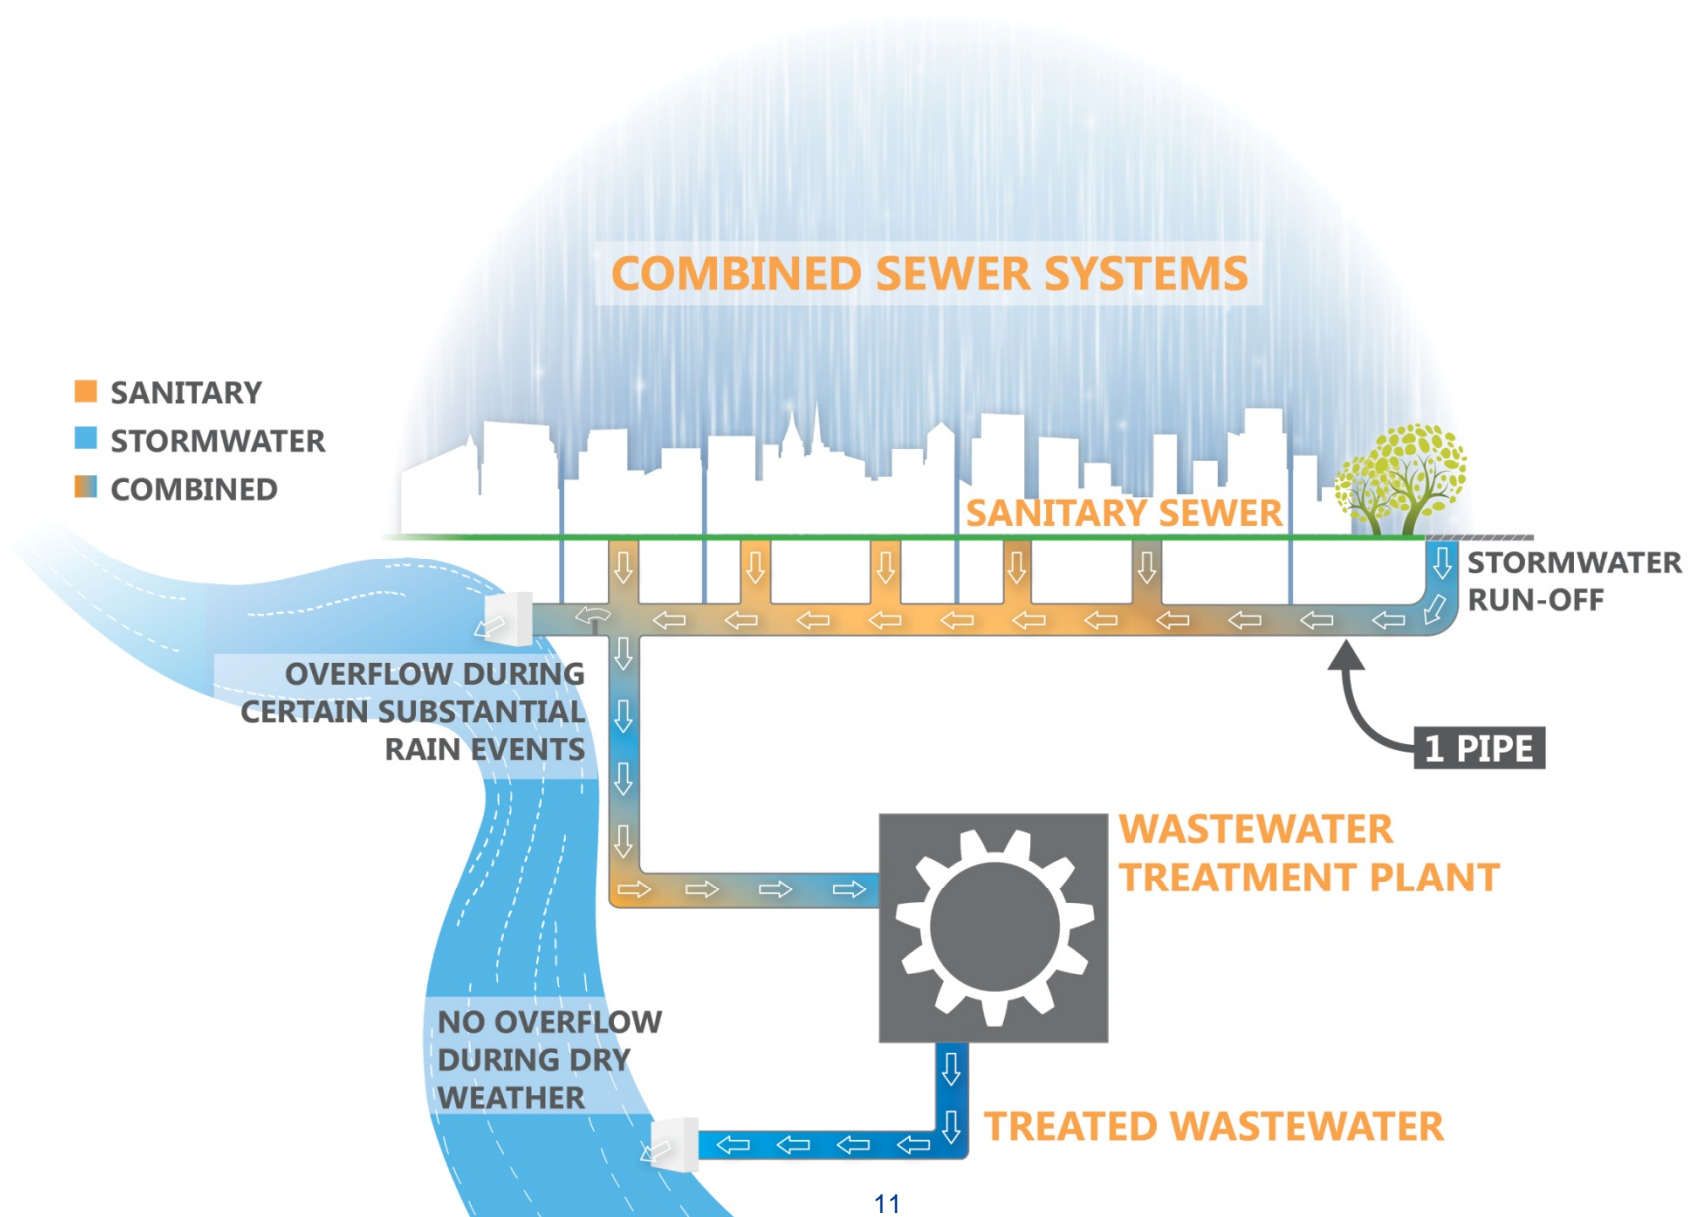 COMBINED SEWER SYSTEMS
SANITARY
STORMWATER
COMBINED
SANITARY SEWER
STORMWATER
RUN-OFF
OVERFLOW DURING
CERTAIN SUBSTANTIAL
RAIN EVENTS
1 PIPE
WASTEWATER
TREATMENT PLANT
NO OVERFLOW
DURING DRY
WEATHER
TREATED WASTEWATER
11